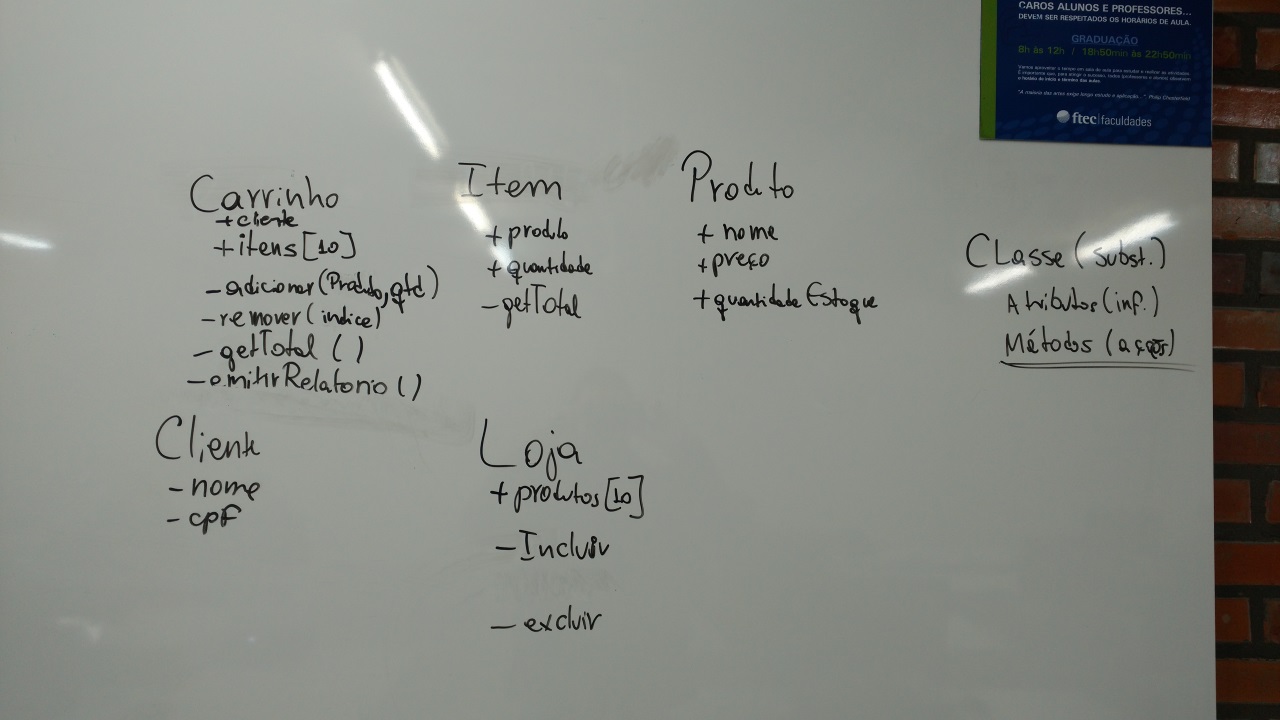 CAROS ALUNOS E PROFESSORES...
DEVEM SER RESPEITADOS OS HORÁRIOS DE AULA.
GRADUAÇÃO
8h às 12h / 18h50min às 22h50min
ftec|faculdades
Carrinho
+cliente
+itens[10]
-adicionar(Produto,qtd)
-remover(indice)
-getTotal()
-emitirRelatorio()
Item
+produto
+quantidade
-getTotal
Produto
+nome
+preço
+quantidadeEstoque
CLasse (subst.)
Atributos (inf.)
Métodos (ações)
Cliente
-nome
-cpf
Loja
+produtos[10]
-Incluir
-excluir